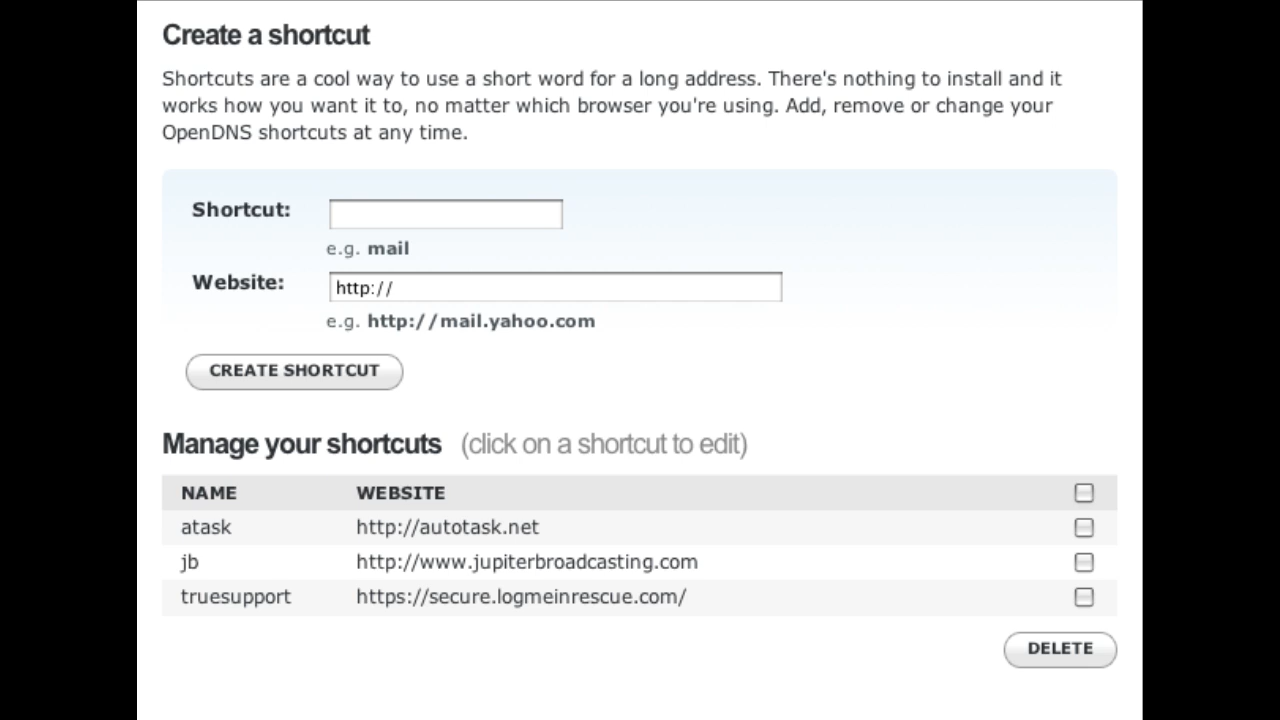 Create a shortcut
Shortcuts are a cool way to use a short word for a long address. There's nothing to install and it
works how you want it to, no matter which browser you're using. Add, remove or change your
OpenDNS shortcuts at any time.
Shortcut:
e.g. mail
Website: http://
e.g. http://mail.yahoo.com
CREATE SHORTCUT
Manage your shortcuts (click on a shortcut to edit)
NAME WEBSITE
atask http://autotask.net
jb http://www.jupiterbroadcasting.com
truesupport https://secure.logmeinrescue.com/
DELETE